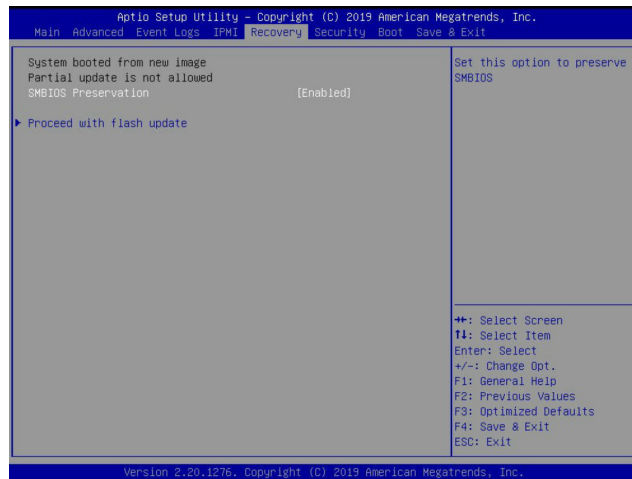 Aptio Setup Utility – Copyright (C) 2019 American Megatrends, Inc.
Main Advanced Event Logs IPMI Recovery Security Boot Save & Exit
System booted from new image
Partial update is not allowed
SMBIOS Preservation [Enabled]
Proceed with flash update
Set this option to preserve
SMBIOS
→←: Select Screen
↑↓: Select Item
Enter: Select
+/-: Change Opt.
F1: General Help
F2: Previous Values
F3: Optimized Defaults
F4: Save & Exit
ESC: Exit
Version 2.20.1276. Copyright (C) 2019 American Megatrends, Inc.